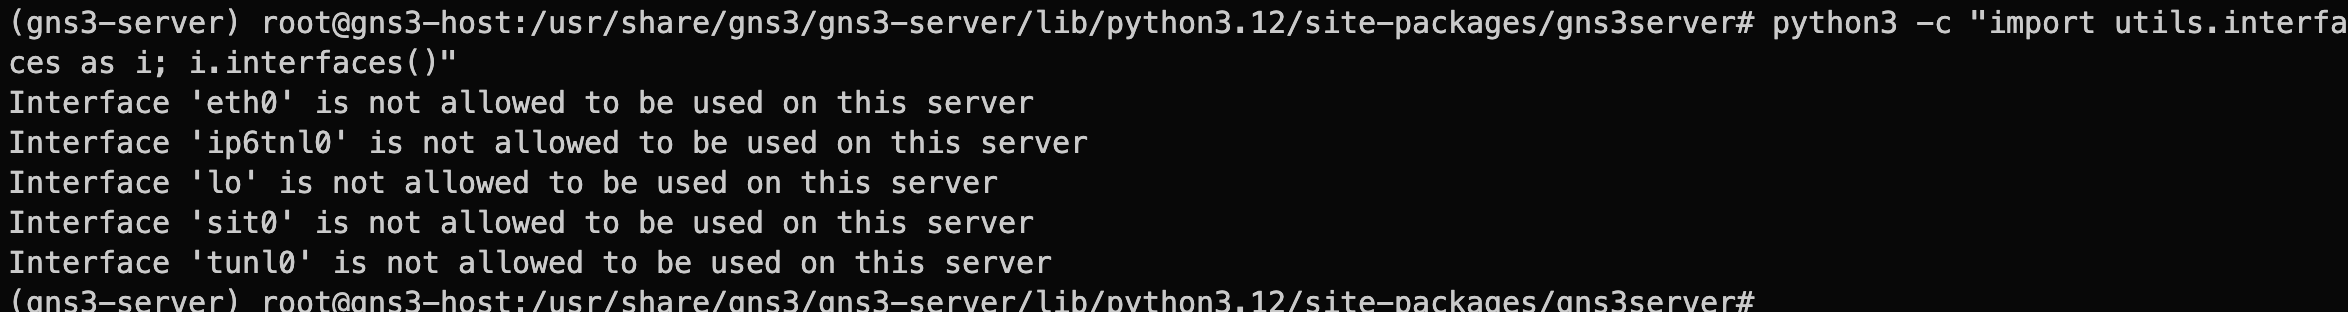 (gns3-server) root@gns3-host:/usr/share/gns3/gns3-server/lib/python3.12/site-packages/gns3server# python3 -c "import utils.interfa
ces as i; i.interfaces()"
Interface 'eth0' is not allowed to be used on this server
Interface 'ip6tnl0' is not allowed to be used on this server
Interface 'lo' is not allowed to be used on this server
Interface 'sit0' is not allowed to be used on this server
Interface 'tunl0' is not allowed to be used on this server
(gns3-server) root@gns3-host:/usr/share/gns3/gns3-server/lib/python3.12/site-packages/gns3server#